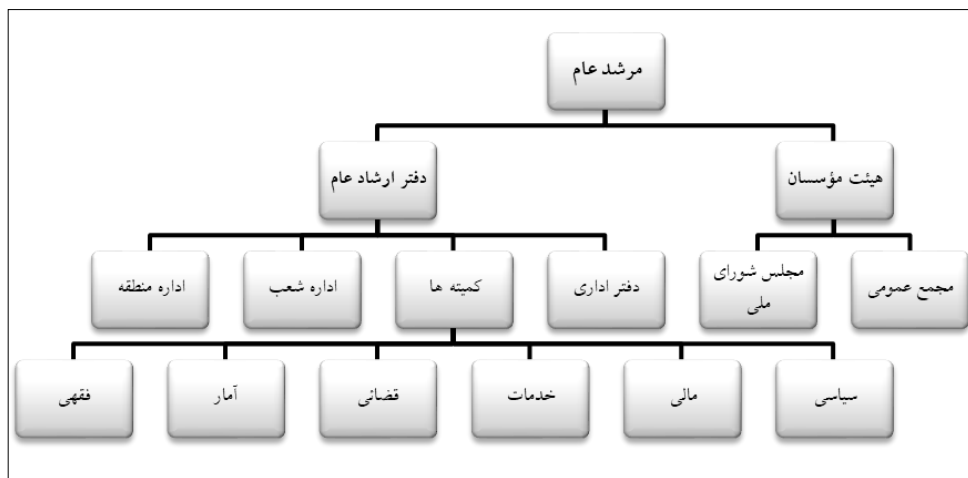 مرشد عام
هیئت مؤسسان
دفتر ارشاد عام
مجمع عمومی
مجلس شورای
ملی
دفتر اداری
کمیته ها
اداره شعب
اداره منطقه
سیاسی
مالی
خدمات
قضائی
آمار
فقهی